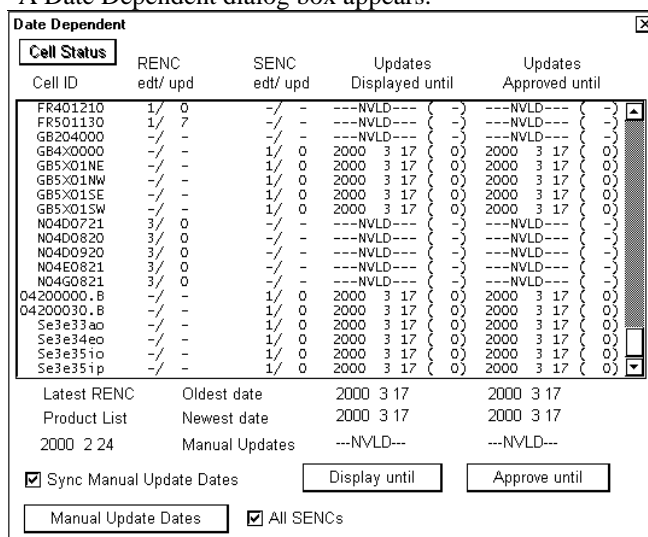 A Date Dependent dialog box appears.
Date Dependent
Cell Status
RENC SENC Updates Updates
Cell ID edt/ upd edt/ upd Displayed until Approved until
FR401210 1/ 0 -/ - ---NVLD--- ( -) ---NVLD--- ( -)
FR501130 1/ 7 -/ - ---NVLD--- ( -) ---NVLD--- ( -)
GB204000 -/ - -/ - ---NVLD--- ( -) ---NVLD--- ( -)
GB4X0000 -/ - 1/ 0 2000 3 17 ( 0) 2000 3 17 ( 0)
GB5X01NE -/ - 1/ 0 2000 3 17 ( 0) 2000 3 17 ( 0)
GB5X01NW -/ - 1/ 0 2000 3 17 ( 0) 2000 3 17 ( 0)
GB5X01SE -/ - 1/ 0 2000 3 17 ( 0) 2000 3 17 ( 0)
GB5X01SW -/ - 1/ 0 2000 3 17 ( 0) 2000 3 17 ( 0)
NO4D0721 3/ 0 -/ - ---NVLD--- ( -) ---NVLD--- ( -)
NO4D0820 3/ 0 -/ - ---NVLD--- ( -) ---NVLD--- ( -)
NO4D0920 3/ 0 -/ - ---NVLD--- ( -) ---NVLD--- ( -)
NO4E0821 3/ 0 -/ - ---NVLD--- ( -) ---NVLD--- ( -)
NO4G0821 3/ 0 -/ - ---NVLD--- ( -) ---NVLD--- ( -)
04200000.B -/ - 1/ 0 2000 3 17 ( 0) 2000 3 17 ( 0)
04200030.B -/ - 1/ 0 2000 3 17 ( 0) 2000 3 17 ( 0)
Se3e33ao -/ - 1/ 0 2000 3 17 ( 0) 2000 3 17 ( 0)
Se3e34eo -/ - 1/ 0 2000 3 17 ( 0) 2000 3 17 ( 0)
Se3e35io -/ - 1/ 0 2000 3 17 ( 0) 2000 3 17 ( 0)
Se3e35ip -/ - 1/ 0 2000 3 17 ( 0) 2000 3 17 ( 0)
Latest RENC Oldest date 2000 3 17 2000 3 17
Product List Newest date 2000 3 17 2000 3 17
2000 2 24 Manual Updates ---NVLD--- ---NVLD---
Sync Manual Update Dates Display until Approve until
Manual Update Dates All SENCs